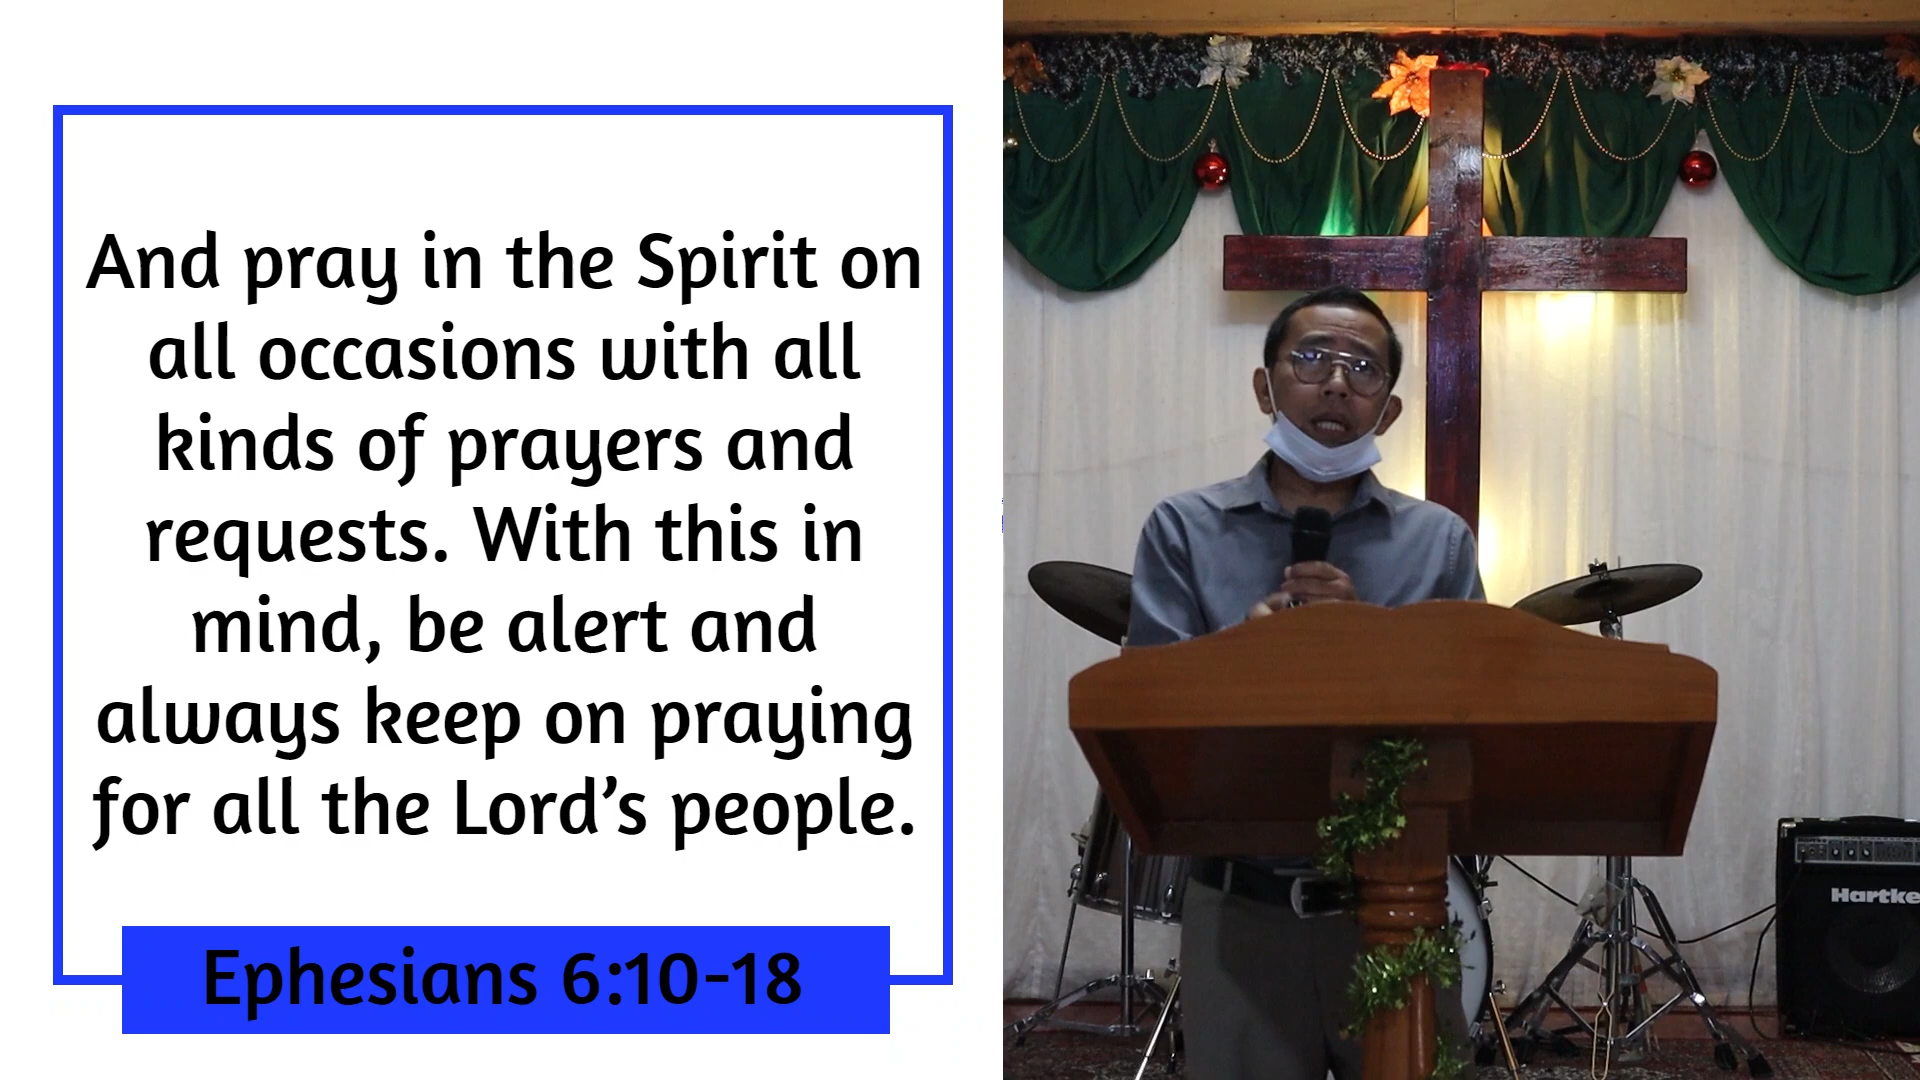 And pray in the Spirit on
all occasions with all
kinds of prayers and
requests. With this in
mind, be alert and
always keep on praying
for all the Lord’s people.
Ephesians 6:10-18
Hartke